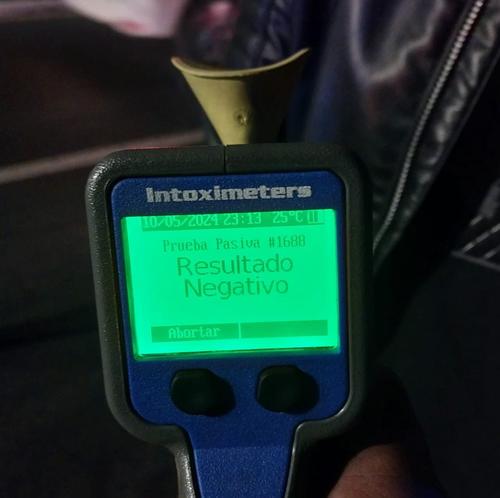 Intoximeters
10/05/2024 23:13 25°C
Prueba Pasiva #1688
Resultado
Negativo
Abortar